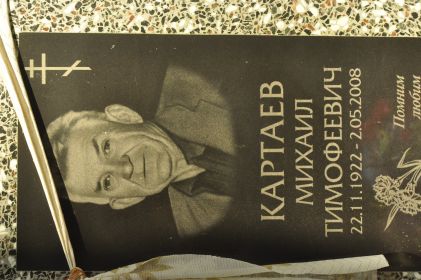 КАРТАЕВ
МИХАИЛ
ТИМОФЕЕВИЧ
22.11.1922 - 2.05.2008
Помним
любим